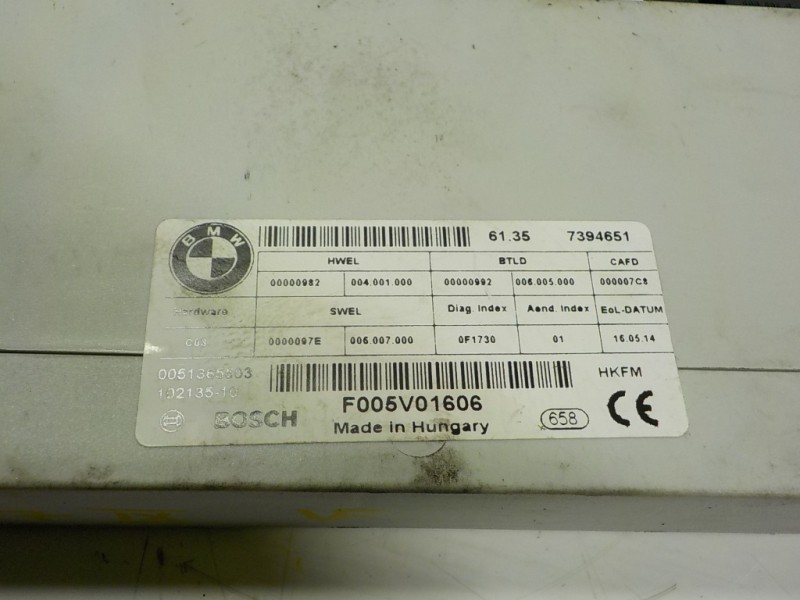 BMW
61.35 7394651
HWEL BTLD CAFD
00000982 004.001.000 00000992 006.005.000 000007C8
Hardware SWEL Diag. Index Aend. Index EoL-DATUM
0000097E 006.007.000 0F1730 01 16.05.14
HKFM
102135-10
BOSCH F005V01606 658 CE
Made in Hungary